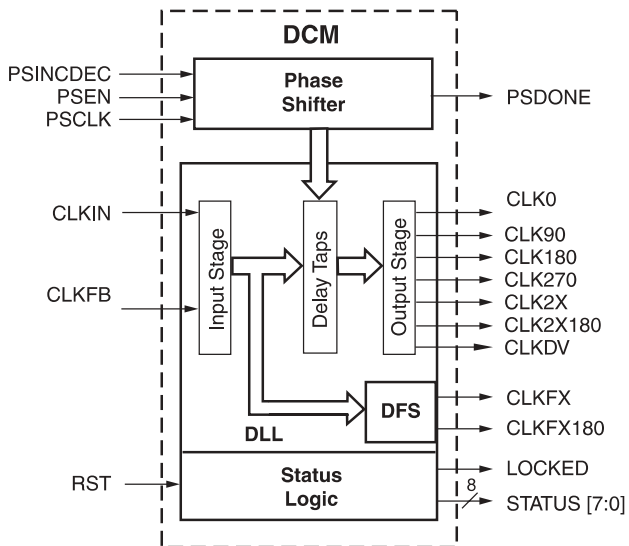 DCM
PSINCDEC
PSEN
PSCLK
Phase
Shifter
PSDONE
CLKIN
CLKFB
Input Stage
Delay Taps
Output Stage
CLK0
CLK90
CLK180
CLK270
CLK2X
CLK2X180
CLKDV
DFS
CLKFX
CLKFX180
DLL
RST
Status
Logic
LOCKED
8
STATUS [7:0]